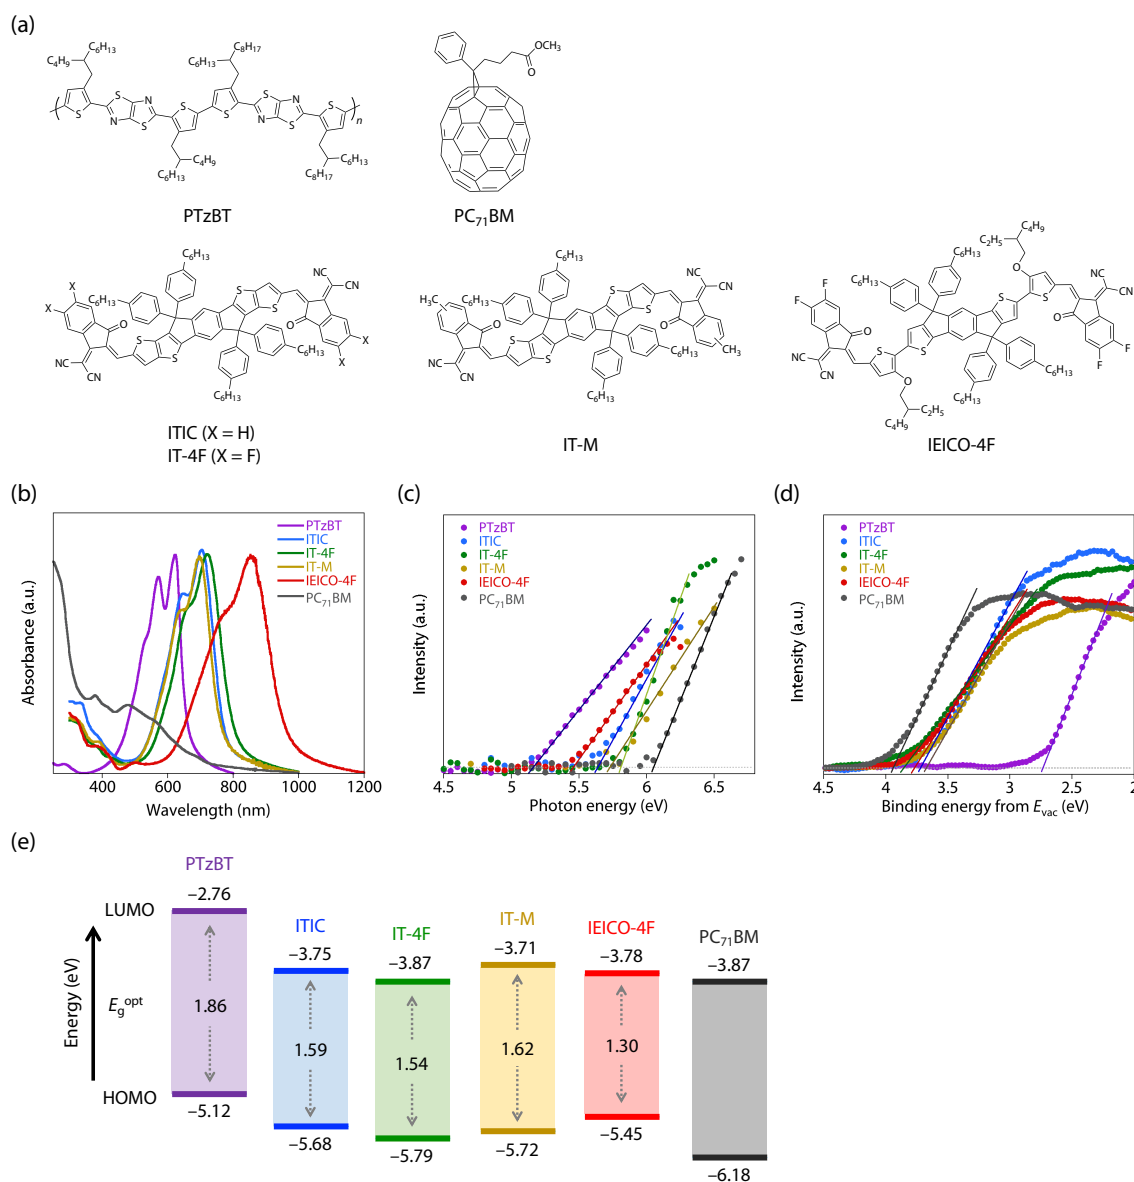 (a)
C₆H₁₃
C₄H₉
C₈H₁₇
C₆H₁₃
S
S
N
N
S
S
S
S
N
N
S
S
n
C₄H₉
C₆H₁₃
C₆H₁₃
C₈H₁₇
PTzBT
OCH₃
O
PC₇₁BM
X
X
C₆H₁₃
C₆H₁₃
C₆H₁₃
S
S
NC
CN
O
O
X
X
NC
CN
S
S
C₆H₁₃
C₆H₁₃
ITIC (X = H)
IT-4F (X = F)
H₃C
C₆H₁₃
C₆H₁₃
S
S
NC
CN
O
O
CH₃
NC
CN
S
S
C₆H₁₃
C₆H₁₃
IT-M
C₄H₉
C₂H₅
O
S
C₆H₁₃
C₆H₁₃
NC
CN
F
F
O
O
S
S
F
F
NC
CN
S
O
C₆H₁₃
C₆H₁₃
C₂H₅
C₄H₉
IEICO-4F
(b)
PTzBT
ITIC
IT-4F
IT-M
IEICO-4F
PC₇₁BM
Absorbance (a.u.)
400 600 800 1000 1200
Wavelength (nm)
(c)
PTzBT
ITIC
IT-4F
IT-M
IEICO-4F
PC₇₁BM
Intensity (a.u.)
4.5 5 5.5 6 6.5
Photon energy (eV)
(d)
PTzBT
ITIC
IT-4F
IT-M
IEICO-4F
PC₇₁BM
Intensity (a.u.)
4.5 4 3.5 3.0 2.5 2
Binding energy from Evac (eV)
(e)
PTzBT
−2.76
LUMO
ITIC
−3.75
IT-4F
−3.87
IT-M
−3.71
IEICO-4F
−3.78
PC₇₁BM
−3.87
Energy (eV)
Egopt
1.86
1.59
1.54
1.62
1.30
HOMO
−5.12
−5.68
−5.79
−5.72
−5.45
−6.18